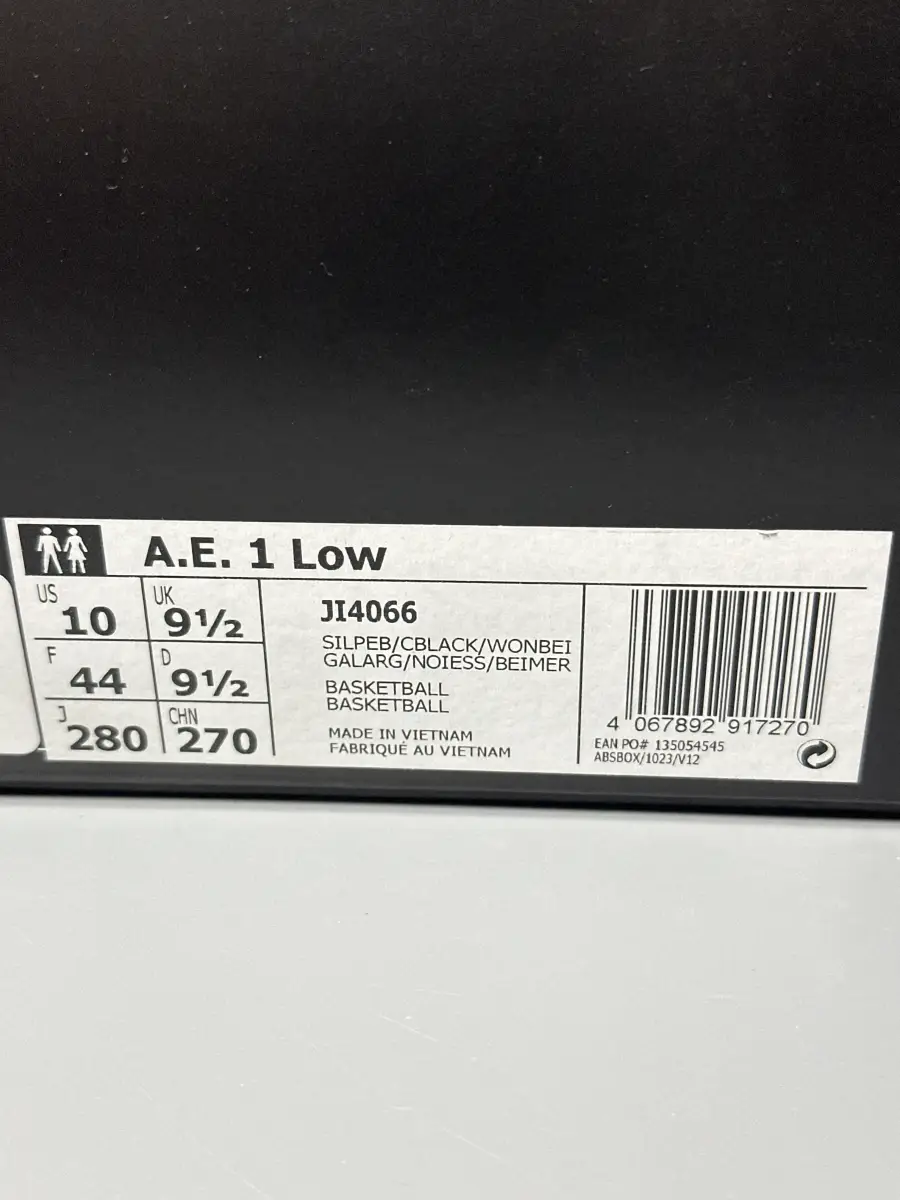 A.E. 1 Low
US 10 UK 9½
F 44 D 9½
J 280 CHN 270
JI4066
SILPEB/CBLACK/WONBEI
GALARG/NOIESS/BEIMER
BASKETBALL
BASKETBALL
MADE IN VIETNAM
FABRIQUÉ AU VIETNAM
4 067892 917270
EAN PO# 135054545
ABSBOX/1023/V12